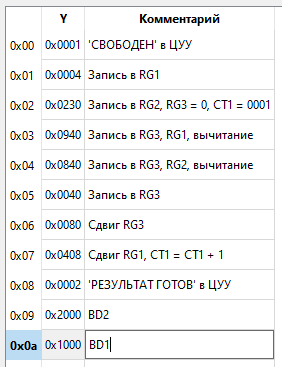 Y Комментарий
0x00 0x0001 'СВОБОДЕН' в ЦУУ
0x01 0x0004 Запись в RG1
0x02 0x0230 Запись в RG2, RG3 = 0, CT1 = 0001
0x03 0x0940 Запись в RG3, RG1, вычитание
0x04 0x0840 Запись в RG3, RG2, вычитание
0x05 0x0040 Запись в RG3
0x06 0x0080 Сдвиг RG3
0x07 0x0408 Сдвиг RG1, CT1 = CT1 + 1
0x08 0x0002 'РЕЗУЛЬТАТ ГОТОВ' в ЦУУ
0x09 0x2000 BD2
0x0a 0x1000 BD1